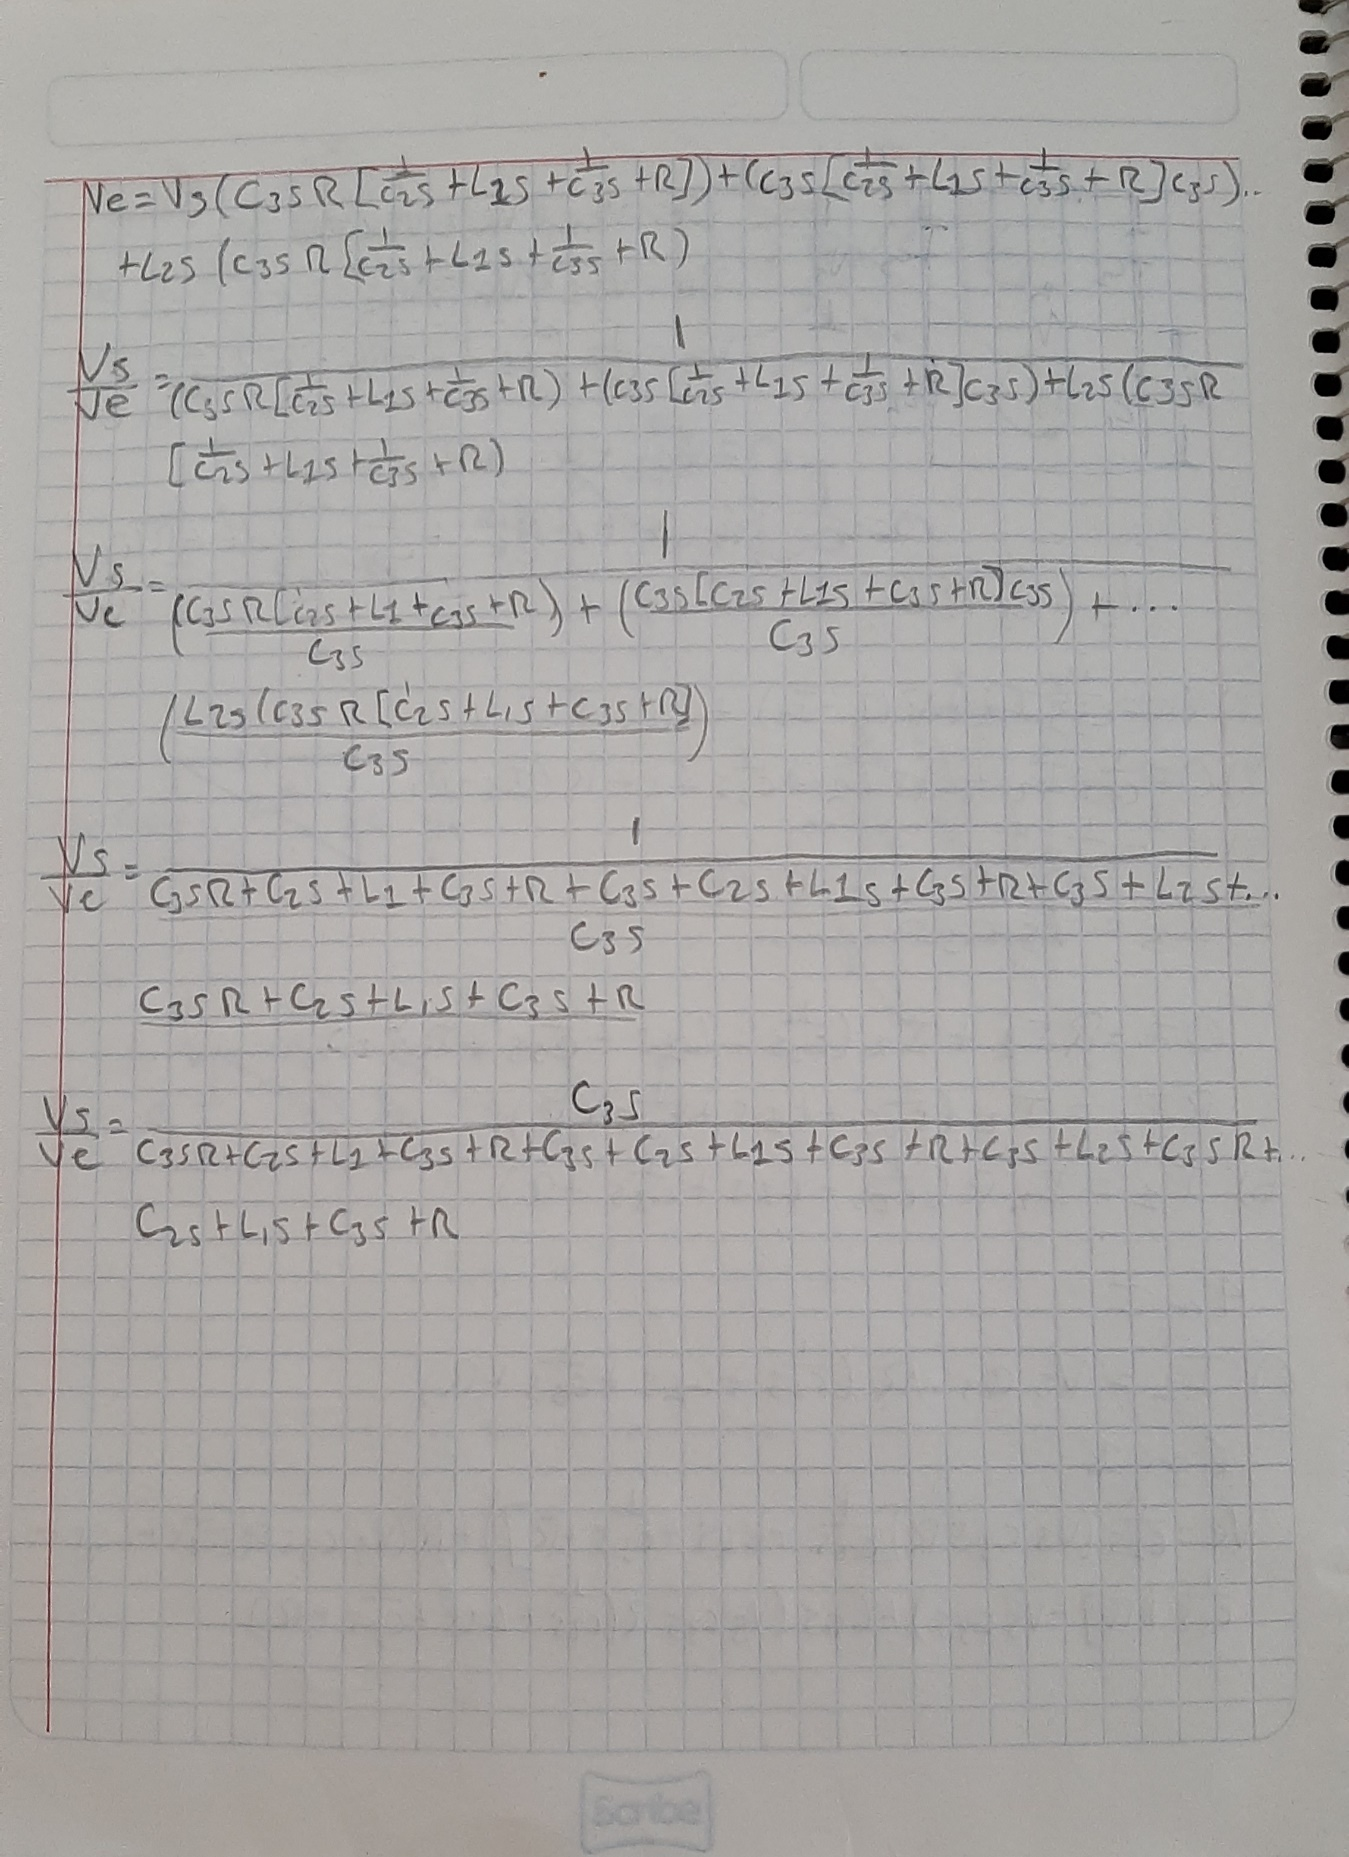 Ve=Vs(C3SR[1/C2S+L1S+1/C3S+R])+(C3S[1/C2S+L1S+1/C3S+R]C3S)..
+L2S(C3SR[1/C2S+L1S+1/C3S+R)
Vs/Ve=1/(C3SR[1/C2S+L1S+1/C3S+R)+(C3S[1/C2S+L1S+1/C3S+R]C3S)+L2S(C3SR
[1/C2S+L1S+1/C3S+R)
Vs/Ve=1/(C3SR[C2S+L1+C3S+R)/C3S+(C3S[C2S+L1S+C3S+R]C3S/C3S)+...
(L2S(C3SR[C2S+L1S+C3S+R]/C3S)
Vs/Ve=1/C3SR+C2S+L1+C3S+R+C3S+C2S+L1S+C3S+R+C3S+L2S+.../C3S
C3SR+C2S+L1S+C3S+R
Vs/Ve=C3S/C3SR+C2S+L1+C3S+R+C3S+C2S+L1S+C3S+R+C3S+L2S+C3SR+...
C2S+L1S+C3S+R
Scribe